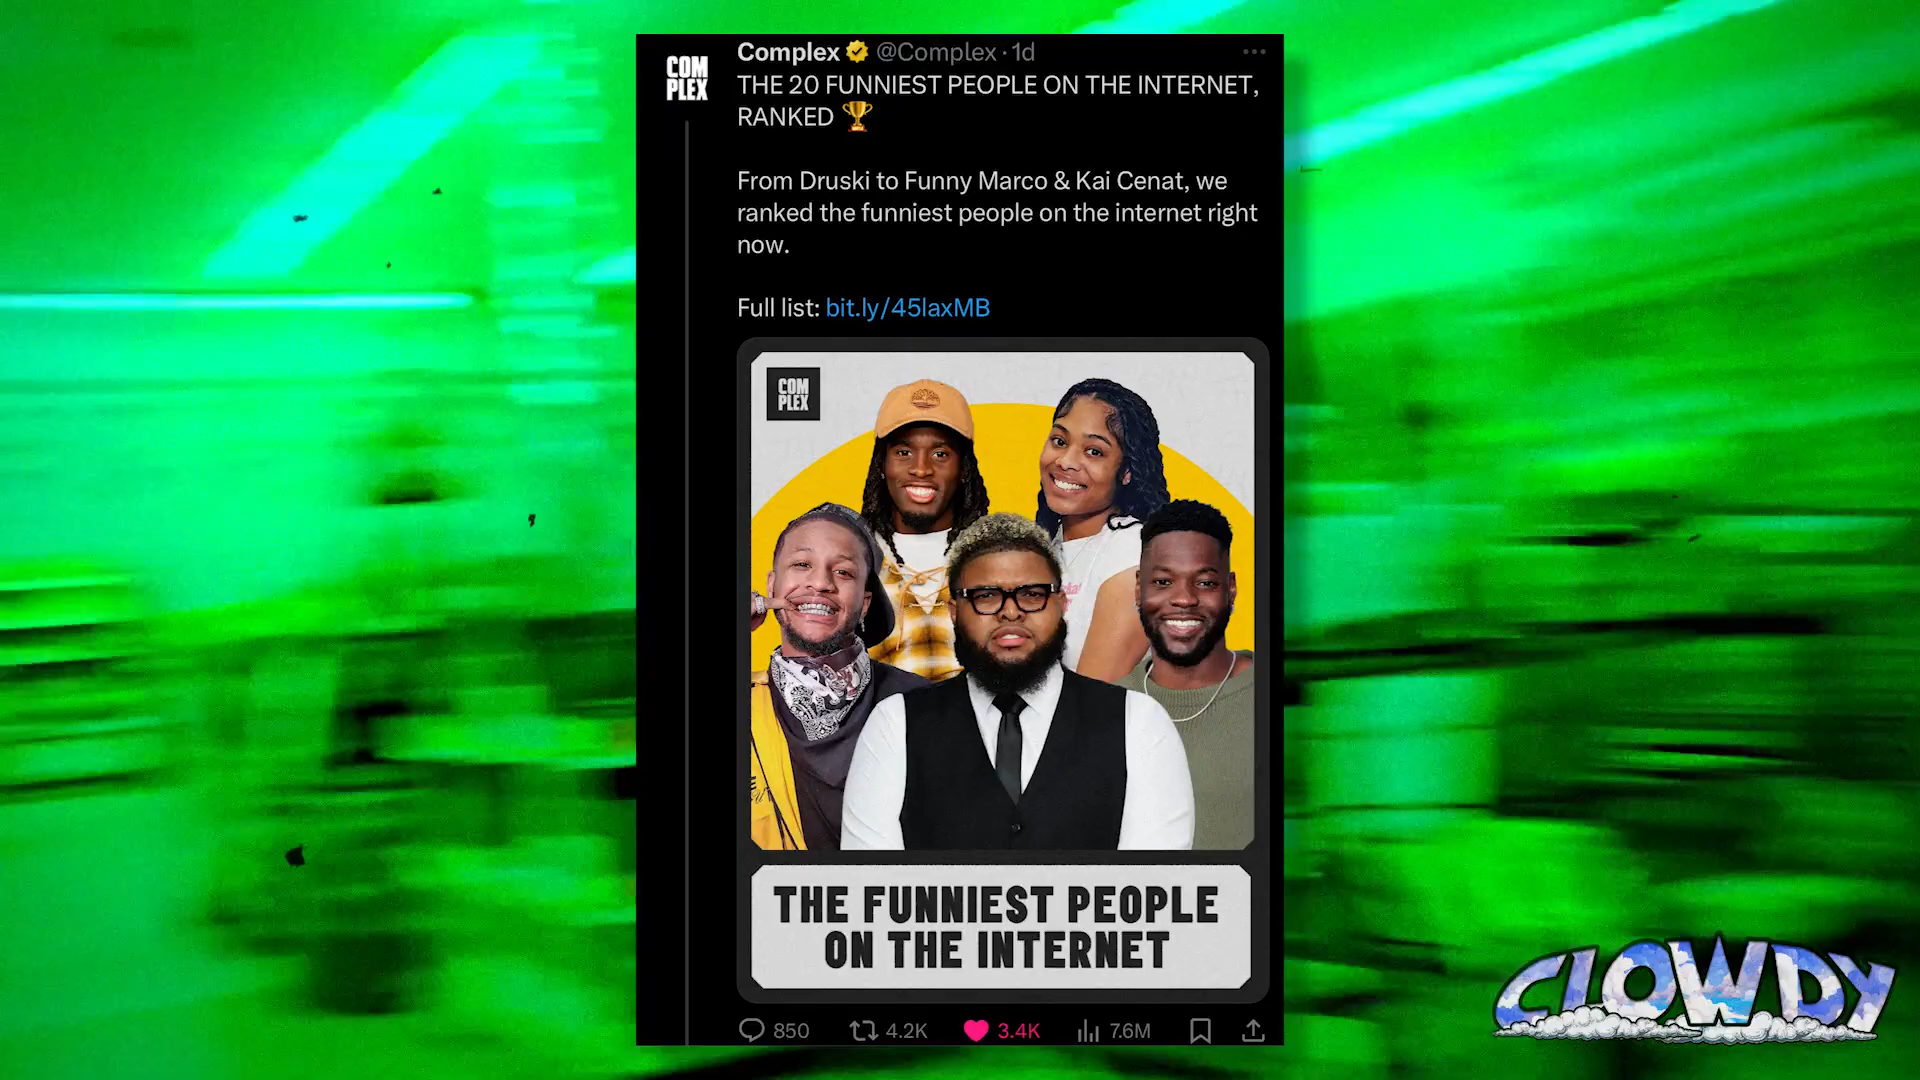 COM
PLEX
Complex @Complex · 1d
THE 20 FUNNIEST PEOPLE ON THE INTERNET,
RANKED 🏆
From Druski to Funny Marco & Kai Cenat, we
ranked the funniest people on the internet right
now.
Full list: bit.ly/45laxMB
COM
PLEX
THE FUNNIEST PEOPLE
ON THE INTERNET
850 4.2K 3.4K 7.6M
CLOWDY